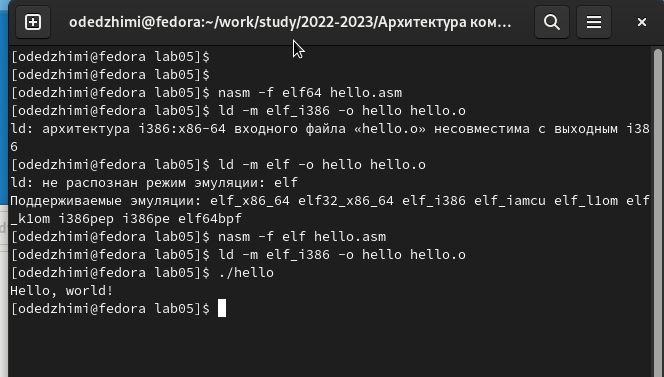 odedzhimi@fedora:~/work/study/2022-2023/Архитектура ком...
[odedzhimi@fedora lab05]$
[odedzhimi@fedora lab05]$
[odedzhimi@fedora lab05]$ nasm -f elf64 hello.asm
[odedzhimi@fedora lab05]$ ld -m elf_i386 -o hello hello.o
ld: архитектура i386:x86-64 входного файла «hello.o» несовместима с выходным i38
6
[odedzhimi@fedora lab05]$ ld -m elf -o hello hello.o
ld: не распознан режим эмуляции: elf
Поддерживаемые эмуляции: elf_x86_64 elf32_x86_64 elf_i386 elf_iamcu elf_l1om elf
_k1om i386pep i386pe elf64bpf
[odedzhimi@fedora lab05]$ nasm -f elf hello.asm
[odedzhimi@fedora lab05]$ ld -m elf_i386 -o hello hello.o
[odedzhimi@fedora lab05]$ ./hello
Hello, world!
[odedzhimi@fedora lab05]$